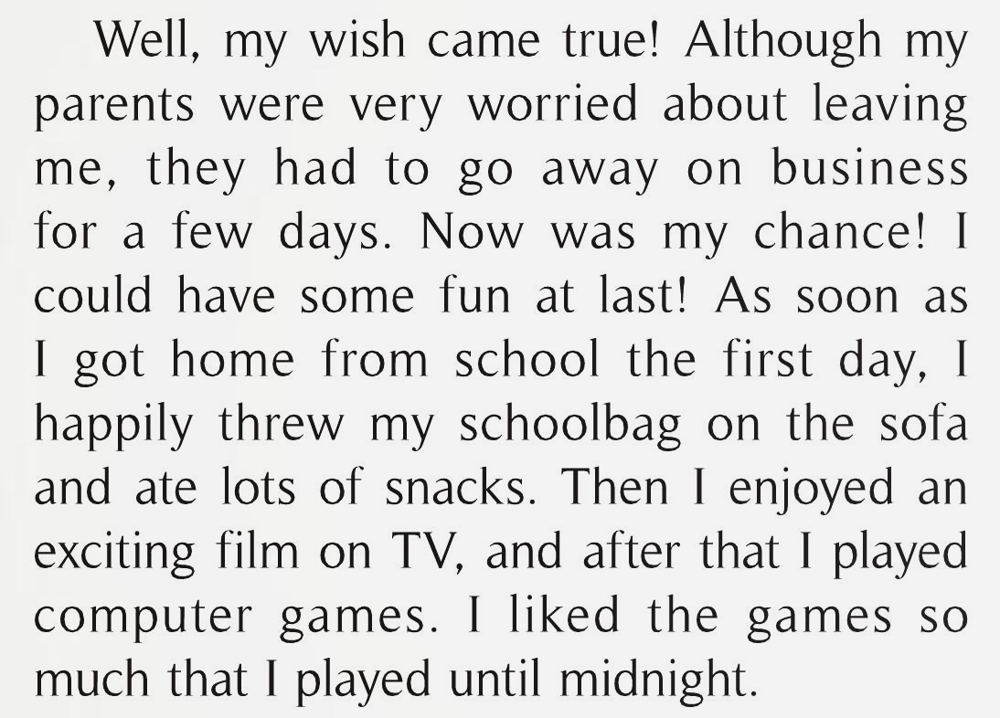 Well, my wish came true! Although my
parents were very worried about leaving
me, they had to go away on business
for a few days. Now was my chance! I
could have some fun at last! As soon as
I got home from school the first day, I
happily threw my schoolbag on the sofa
and ate lots of snacks. Then I enjoyed an
exciting film on TV, and after that I played
computer games. I liked the games so
much that I played until midnight.